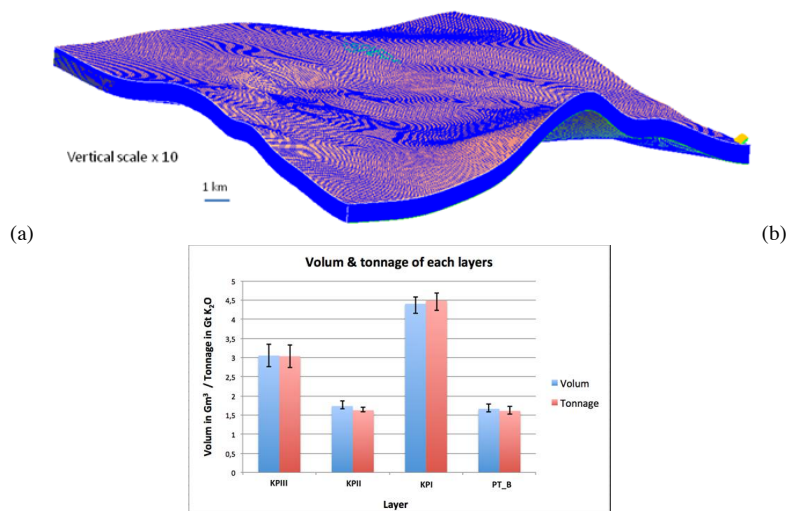 Vertical scale x 10
1 km
(a)
(b)
Volum & tonnage of each layers
Volum in Gm³ / Tonnage in Gt K₂O
5
4,5
4
3,5
3
2,5
2
1,5
1
0,5
0
KPIII
KPII
KPI
PT_B
Layer
Volum
Tonnage